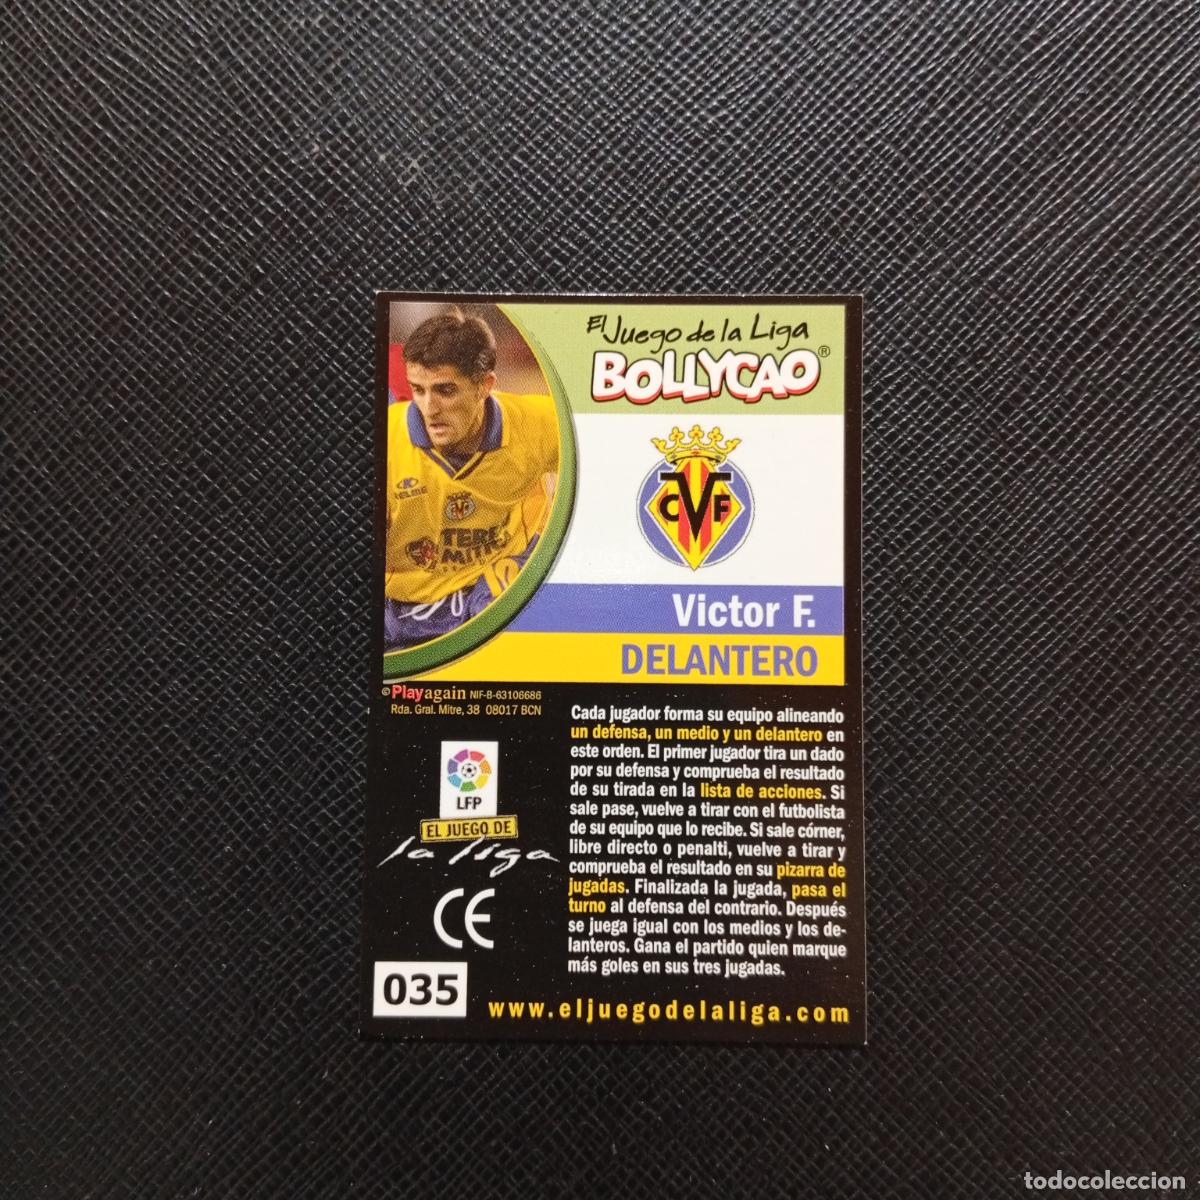 El Juego de la Liga
BOLLYCAO®
KELME
CVF
TERRA
MITICA
Victor F.
DELANTERO
© Playagain NIF-B-63106686
Rda. Gral. Mitre, 38 08017 BCN
Cada jugador forma su equipo alineando
un defensa, un medio y un delantero en
este orden. El primer jugador tira un dado
por su defensa y comprueba el resultado
de su tirada en la lista de acciones. Si
sale pase, vuelve a tirar con el futbolista
de su equipo que lo recibe. Si sale córner,
libre directo o penalti, vuelve a tirar y
comprueba el resultado en su pizarra de
jugadas. Finalizada la jugada, pasa el
turno al defensa del contrario. Después
se juega igual con los medios y los de-
lanteros. Gana el partido quien marque
más goles en sus tres jugadas.
LFP
EL JUEGO DE
la liga
CE
035
www.eljuegodelaliga.com
todocoleccion